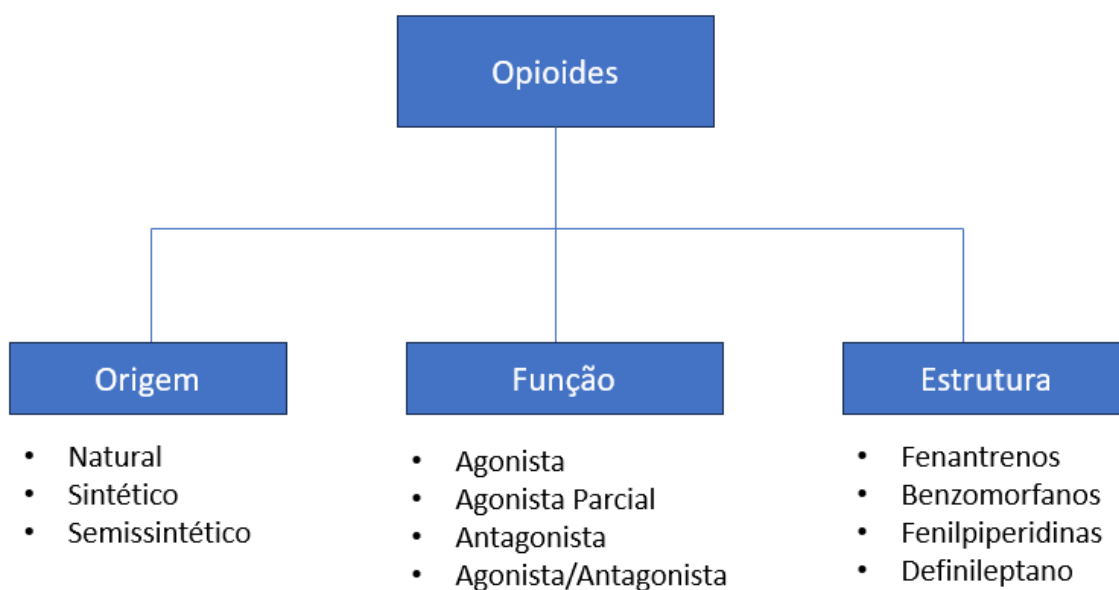 Opioides
Origem
• Natural
• Sintético
• Semissintético
Função
• Agonista
• Agonista Parcial
• Antagonista
• Agonista/Antagonista
Estrutura
• Fenantrenos
• Benzomorfanos
• Fenilpiperidinas
• Definileptano